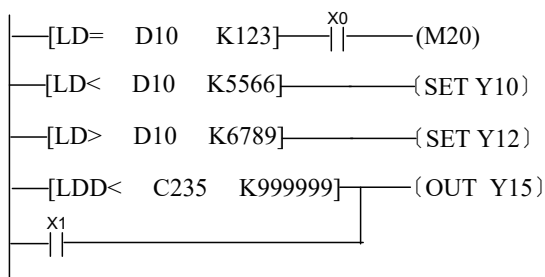 X0
[LD= D10 K123] (M20)
[LD< D10 K5566] 〔SET Y10〕
[LD> D10 K6789] 〔SET Y12〕
[LDD< C235 K999999] 〔OUT Y15〕
X1